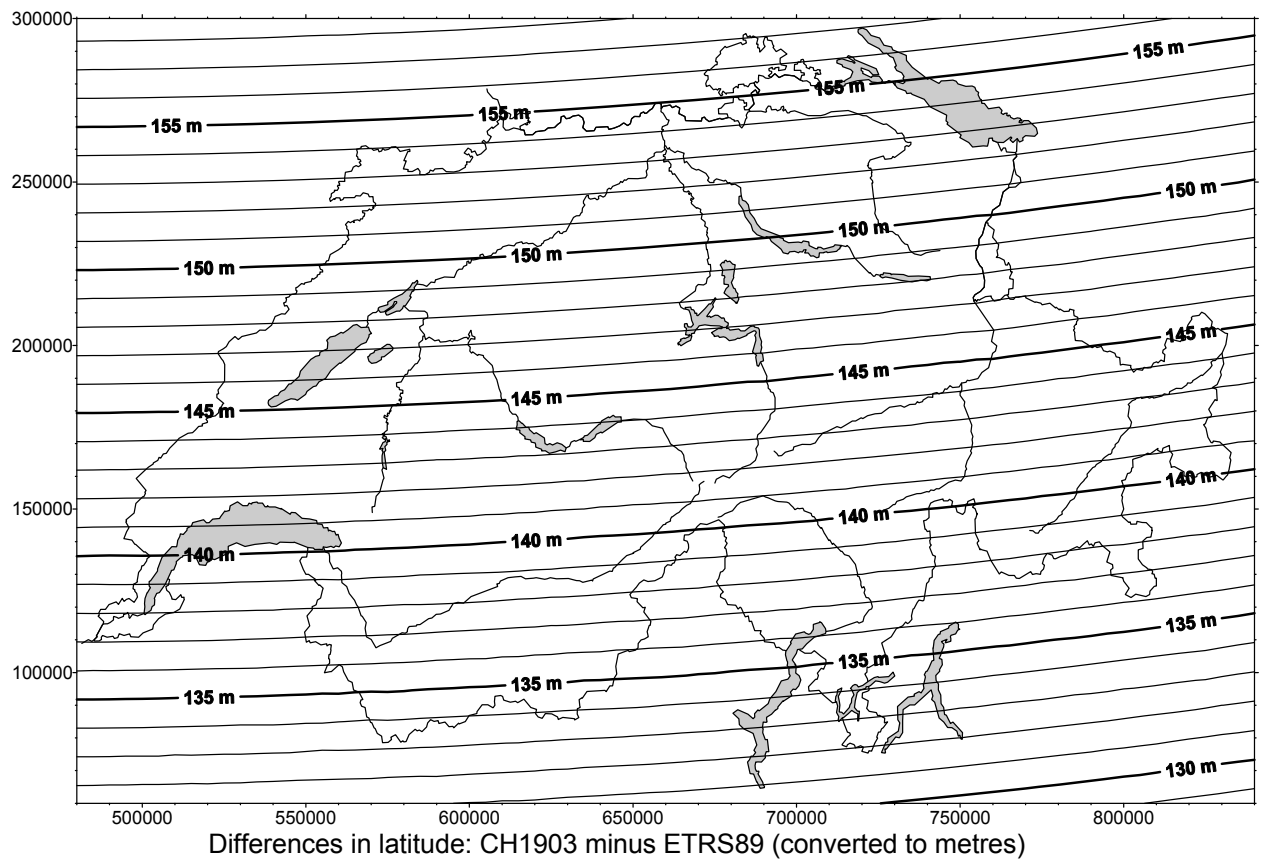 300000
155 m
155 m
155 m
155 m
250000
150 m
150 m
150 m
150 m
200000
145 m
145 m
145 m
145 m
150000
140 m
140 m
140 m
140 m
100000
135 m
135 m
135 m
135 m
130 m
500000 550000 600000 650000 700000 750000 800000
Differences in latitude: CH1903 minus ETRS89 (converted to metres)